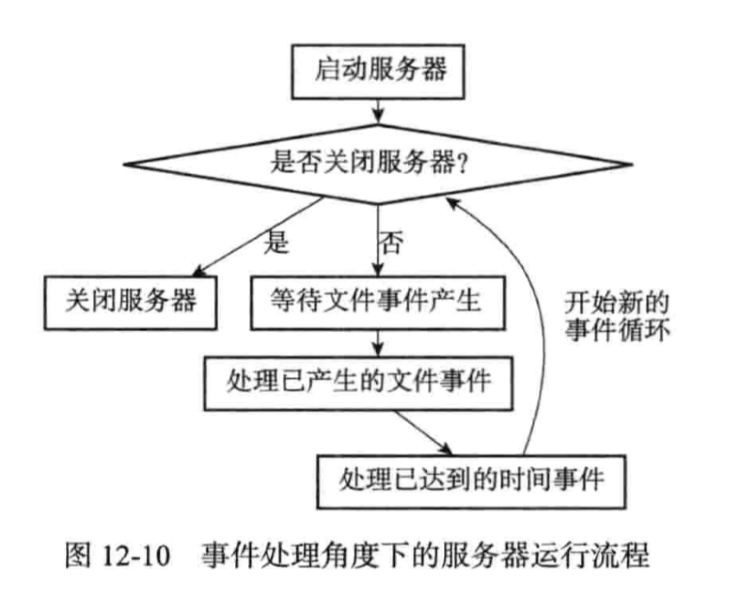 启动服务器
是否关闭服务器?
是
否
关闭服务器
等待文件事件产生
开始新的
事件循环
处理已产生的文件事件
处理已达到的时间事件
图 12-10 事件处理角度下的服务器运行流程